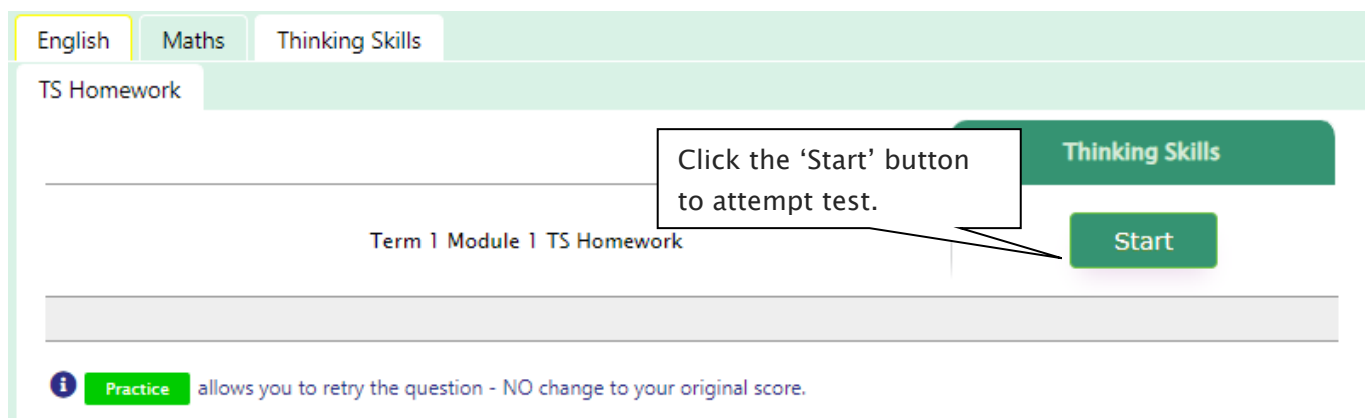 English Maths Thinking Skills
TS Homework
Thinking Skills
Click the ‘Start’ button
to attempt test.
Term 1 Module 1 TS Homework
Start
Practice allows you to retry the question - NO change to your original score.